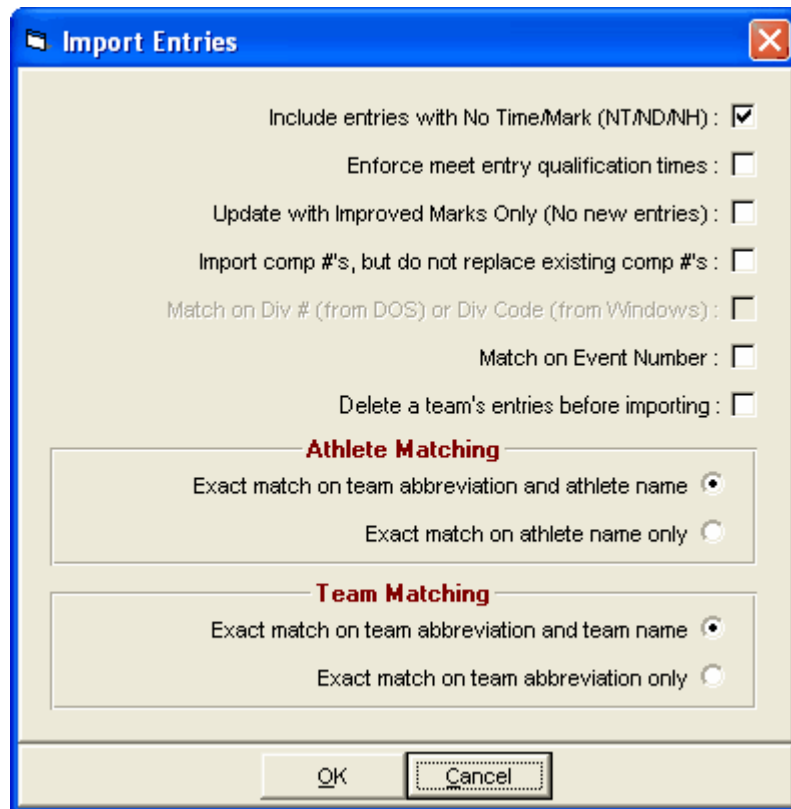 Import Entries
Include entries with No Time/Mark (NT/ND/NH) :
Enforce meet entry qualification times :
Update with Improved Marks Only (No new entries) :
Import comp #'s, but do not replace existing comp #'s :
Match on Div # (from DOS) or Div Code (from Windows) :
Match on Event Number :
Delete a team's entries before importing :
Athlete Matching
Exact match on team abbreviation and athlete name
Exact match on athlete name only
Team Matching
Exact match on team abbreviation and team name
Exact match on team abbreviation only
OK Cancel